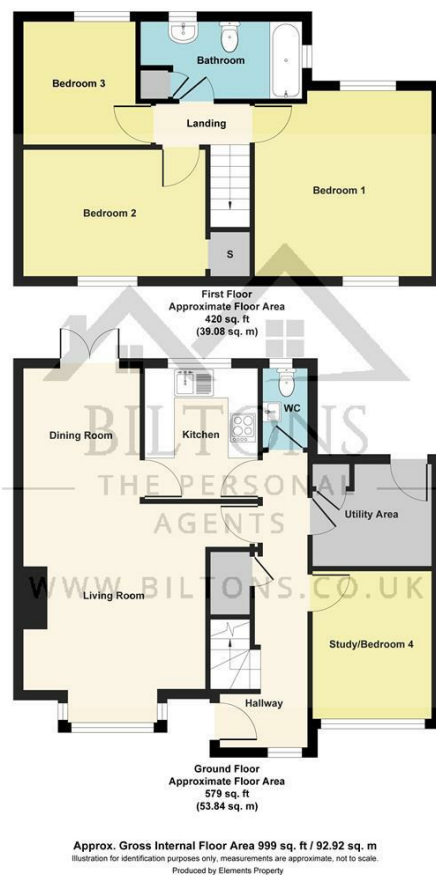 Bedroom 3
Bathroom
Landing
Bedroom 1
Bedroom 2
S
First Floor
Approximate Floor Area
420 sq. ft
(39.08 sq. m)
Dining Room
Kitchen
WC
BILTONS
THE PERSONAL
AGENTS
Utility Area
WWW.BILTONS.CO.UK
Living Room
Study/Bedroom 4
Hallway
Ground Floor
Approximate Floor Area
579 sq. ft
(53.84 sq. m)
Approx. Gross Internal Floor Area 999 sq. ft / 92.92 sq. m
Illustration for identification purposes only, measurements are approximate, not to scale.
Produced by Elements Property